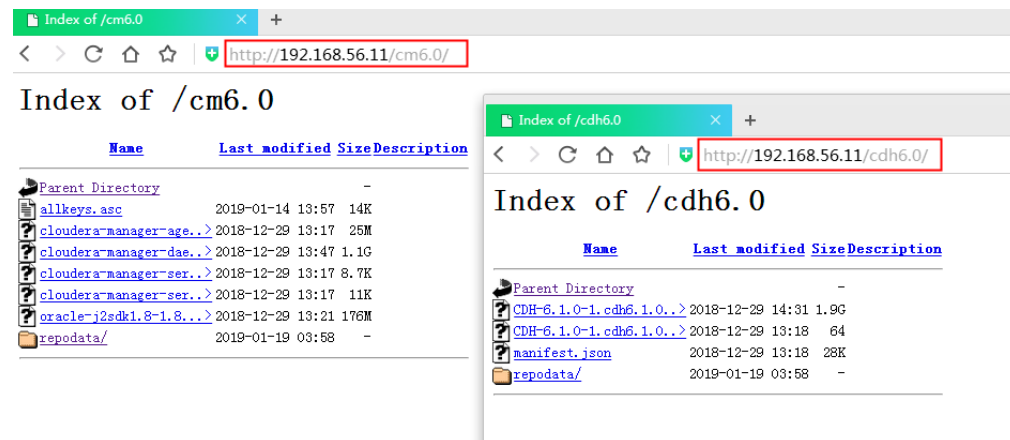 Index of /cm6.0
http://192.168.56.11/cm6.0/
Index of /cm6.0
Name Last modified Size Description
Parent Directory -
allkeys.asc 2019-01-14 13:57 14K
cloudera-manager-age..> 2018-12-29 13:17 25M
cloudera-manager-dae..> 2018-12-29 13:47 1.1G
cloudera-manager-ser..> 2018-12-29 13:17 8.7K
cloudera-manager-ser..> 2018-12-29 13:17 11K
oracle-j2sdk1.8-1.8...> 2018-12-29 13:21 176M
repodata/ 2019-01-19 03:58 -
Index of /cdh6.0
http://192.168.56.11/cdh6.0/
Index of /cdh6.0
Name Last modified Size Description
Parent Directory -
CDH-6.1.0-1.cdh6.1.0..> 2018-12-29 14:31 1.9G
CDH-6.1.0-1.cdh6.1.0..> 2018-12-29 13:18 64
manifest.json 2018-12-29 13:18 28K
repodata/ 2019-01-19 03:58 -